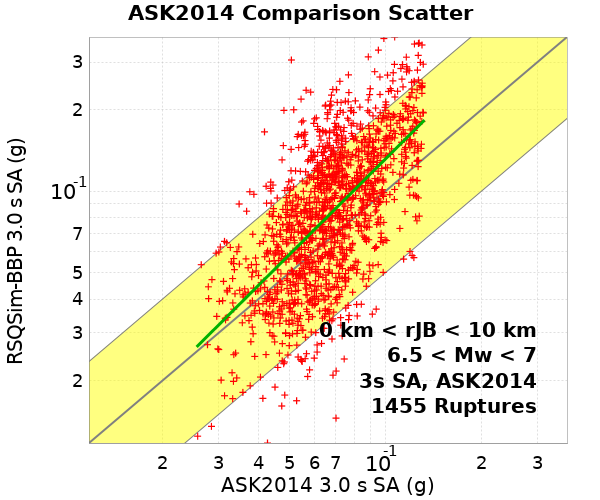 ASK2014 Comparison Scatter
RSQSim-BBP 3.0 s SA (g)
3
2
10-1
7
5
4
3
2
0 km < rJB < 10 km
6.5 < Mw < 7
3s SA, ASK2014
1455 Ruptures
2 3 4 5 6 7 10-1 2 3
ASK2014 3.0 s SA (g)